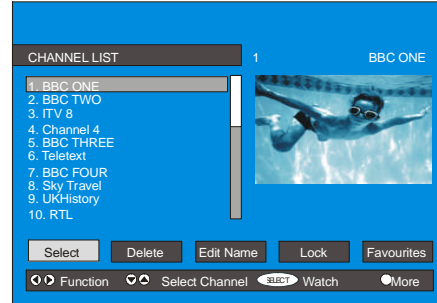 CHANNEL LIST 1 BBC ONE
1. BBC ONE
2. BBC TWO
3. ITV 8
4. Channel 4
5. BBC THREE
6. Teletext
7. BBC FOUR
8. Sky Travel
9. UKHistory
10. RTL
Select Delete Edit Name Lock Favourites
Function Select Channel SELECT Watch More